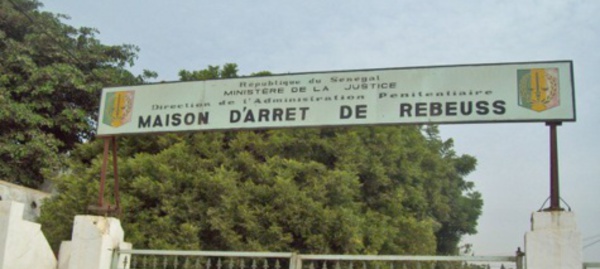 République du Sénégal
MINISTÈRE DE LA JUSTICE
Direction de l'Administration Pénitentiaire
MAISON D'ARRET DE REBEUSS